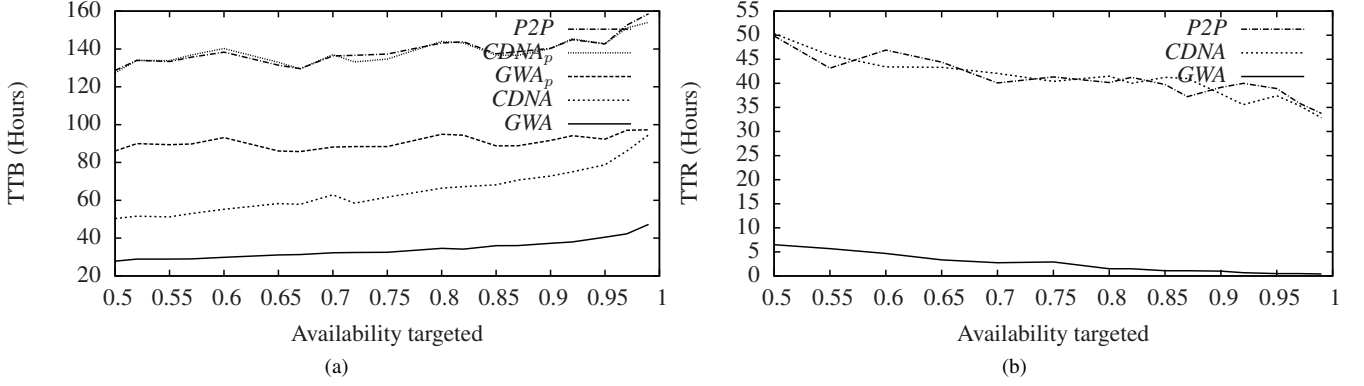 160
140
120
100
80
60
40
20
TTB (Hours)
P2P
CDNAp
GWAp
CDNA
GWA
0.5 0.55 0.6 0.65 0.7 0.75 0.8 0.85 0.9 0.95 1
Availability targeted
(a)
55
50
45
40
35
30
25
20
15
10
5
0
TTR (Hours)
P2P
CDNA
GWA
0.5 0.55 0.6 0.65 0.7 0.75 0.8 0.85 0.9 0.95 1
Availability targeted
(b)